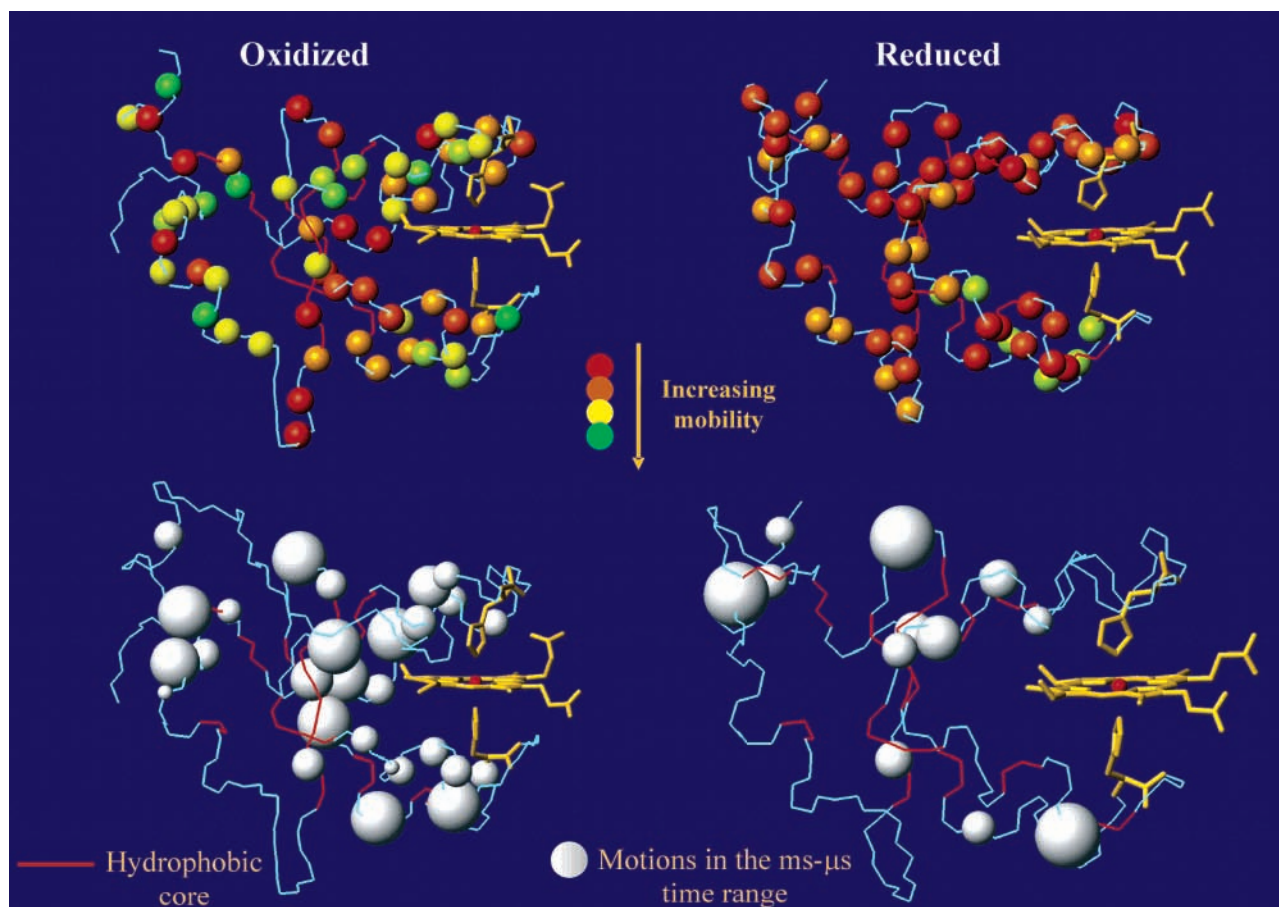 Oxidized
Reduced
Increasing
mobility
Hydrophobic
core
Motions in the ms-μs
time range